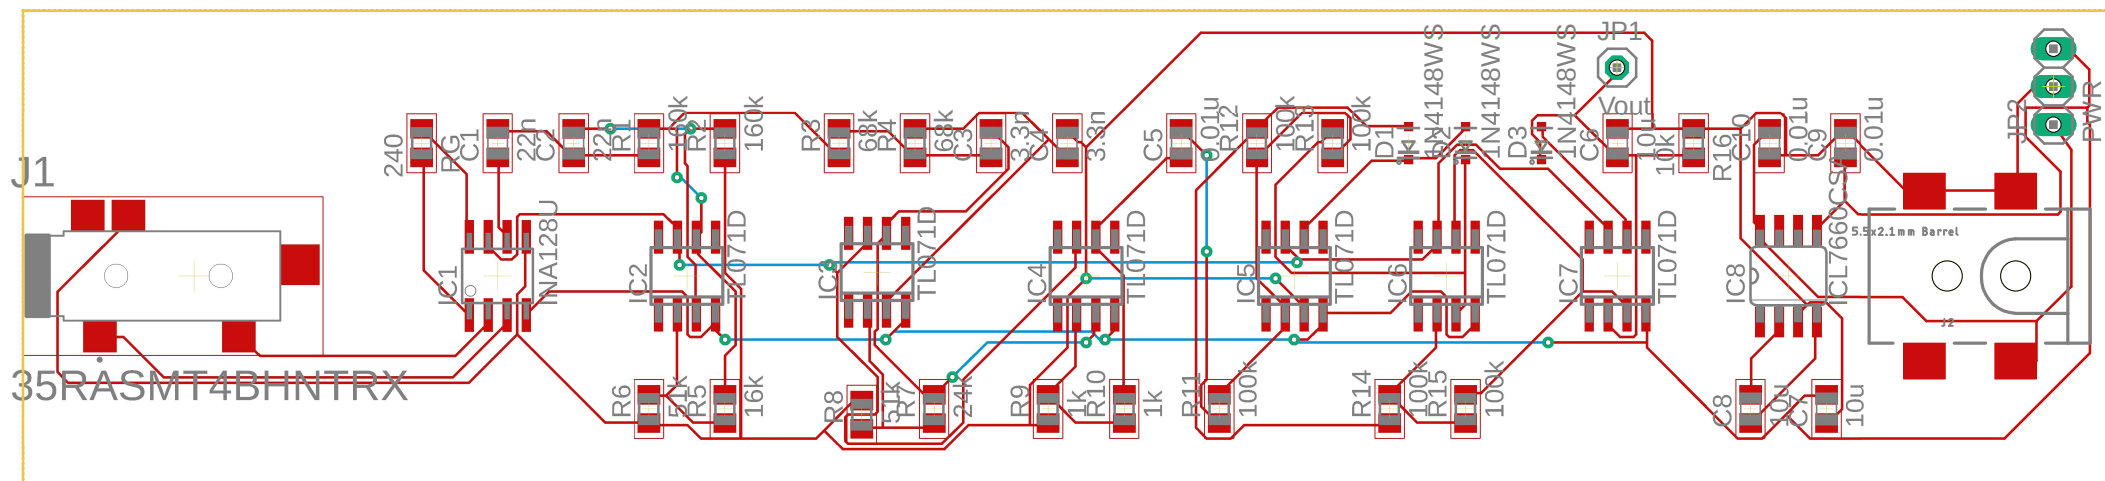 J1
35RASMT4BHNTRX
240
RG
C1
22n
C2
22n
R1
R2
160k
R3
68k
R4
68k
C3
3.3n
C4
3.3n
C5
0.01u
R12
100k
R13
100k
D1
1N4148WS
D2
1N4148WS
D3
1N4148WS
JP1
Vout
C6
10u
10k
R16
C10
0.01u
C9
0.01u
JP2
PWR
IC1
INA128U
IC2
TL071D
IC3
TL071D
IC4
TL071D
IC5
TL071D
IC6
TL071D
IC7
TL071D
IC8
ICL7660CSA
5.5x2.1mm Barrel
J2
R6
51k
R5
16k
R8
R7
24k
R9
1k
R10
1k
R11
100k
R14
100k
R15
100k
C8
10u
C7
10u